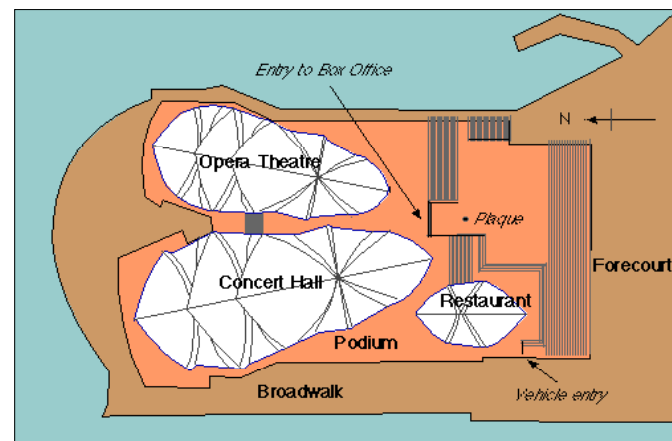 Entry to Box Office
N
Opera Theatre
Plaque
Forecourt
Concert Hall
Restaurant
Podium
Broadwalk
Vehicle entry